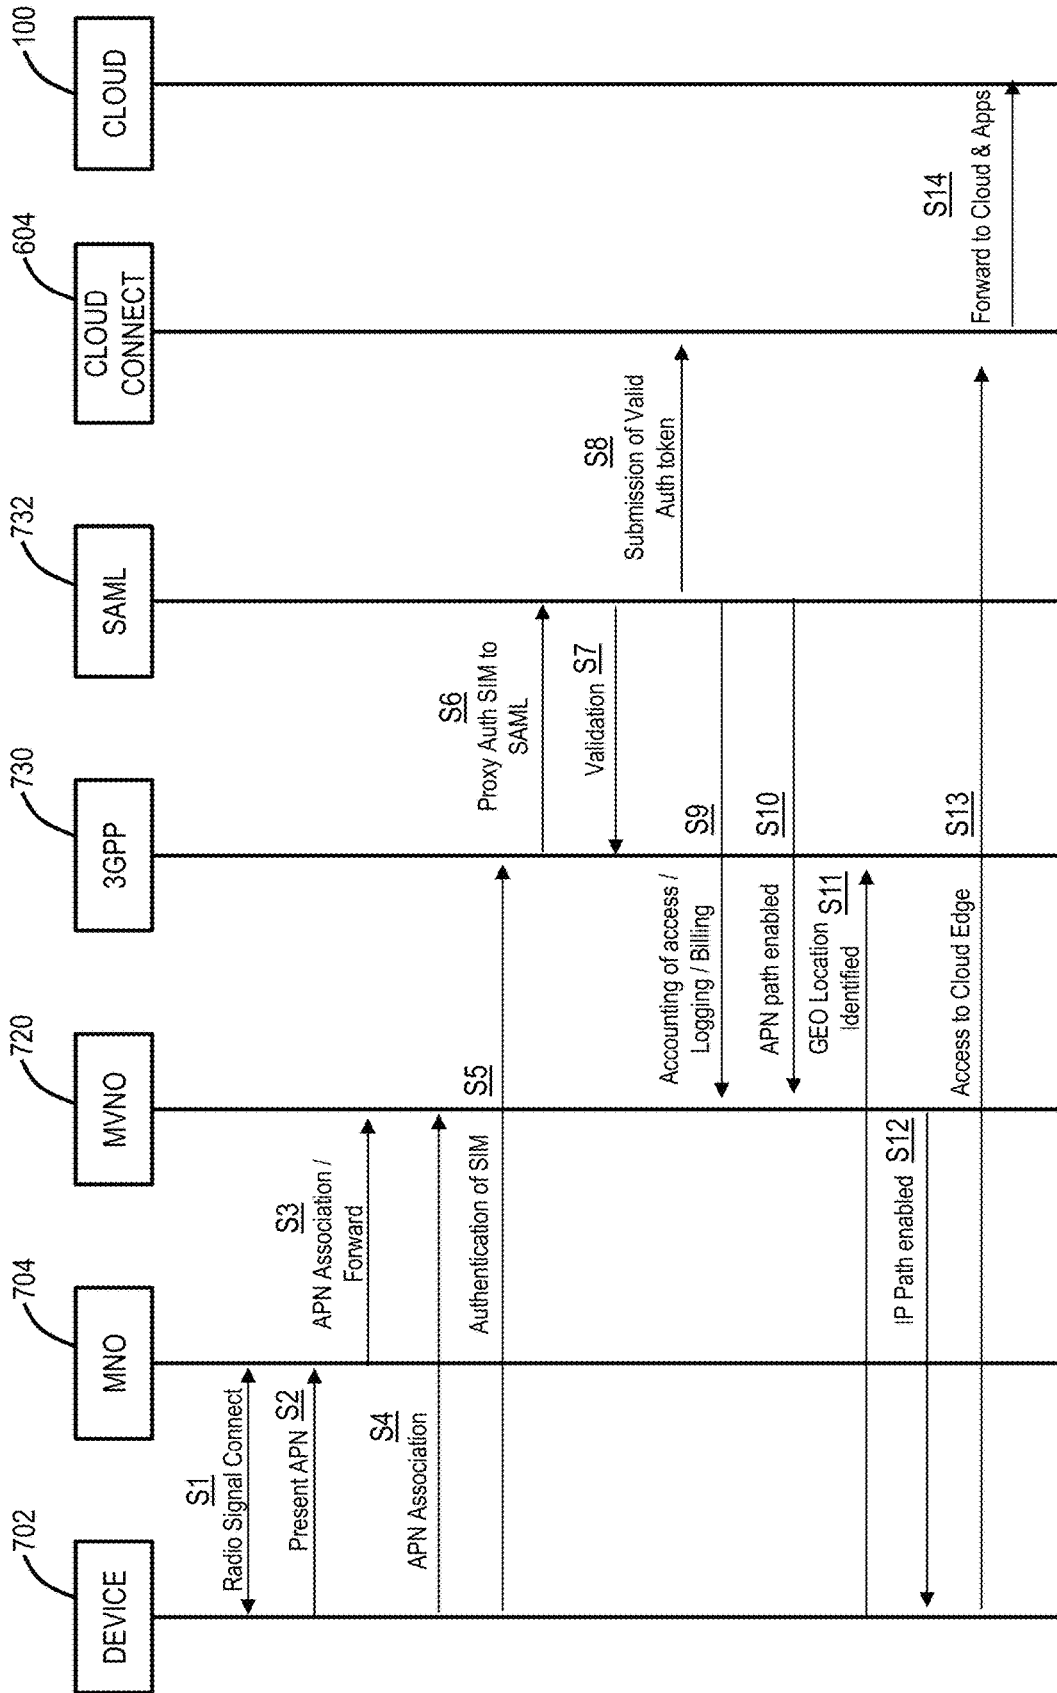 702
704
720
730
732
604
100
DEVICE
MNO
MVNO
3GPP
SAML
CLOUD
CONNECT
CLOUD
S1
Radio Signal Connect
Present APN S2
S3
APN Association /
Forward
S4
APN Association
S5
Authentication of SIM
S6
Proxy Auth SIM to
SAML
Validation S7
S8
Submission of Valid
Auth token
S9
Accounting of access /
Logging / Billing
S10
APN path enabled
GEO Location S11
Identified
IP Path enabled S12
S13
Access to Cloud Edge
S14
Forward to Cloud & Apps